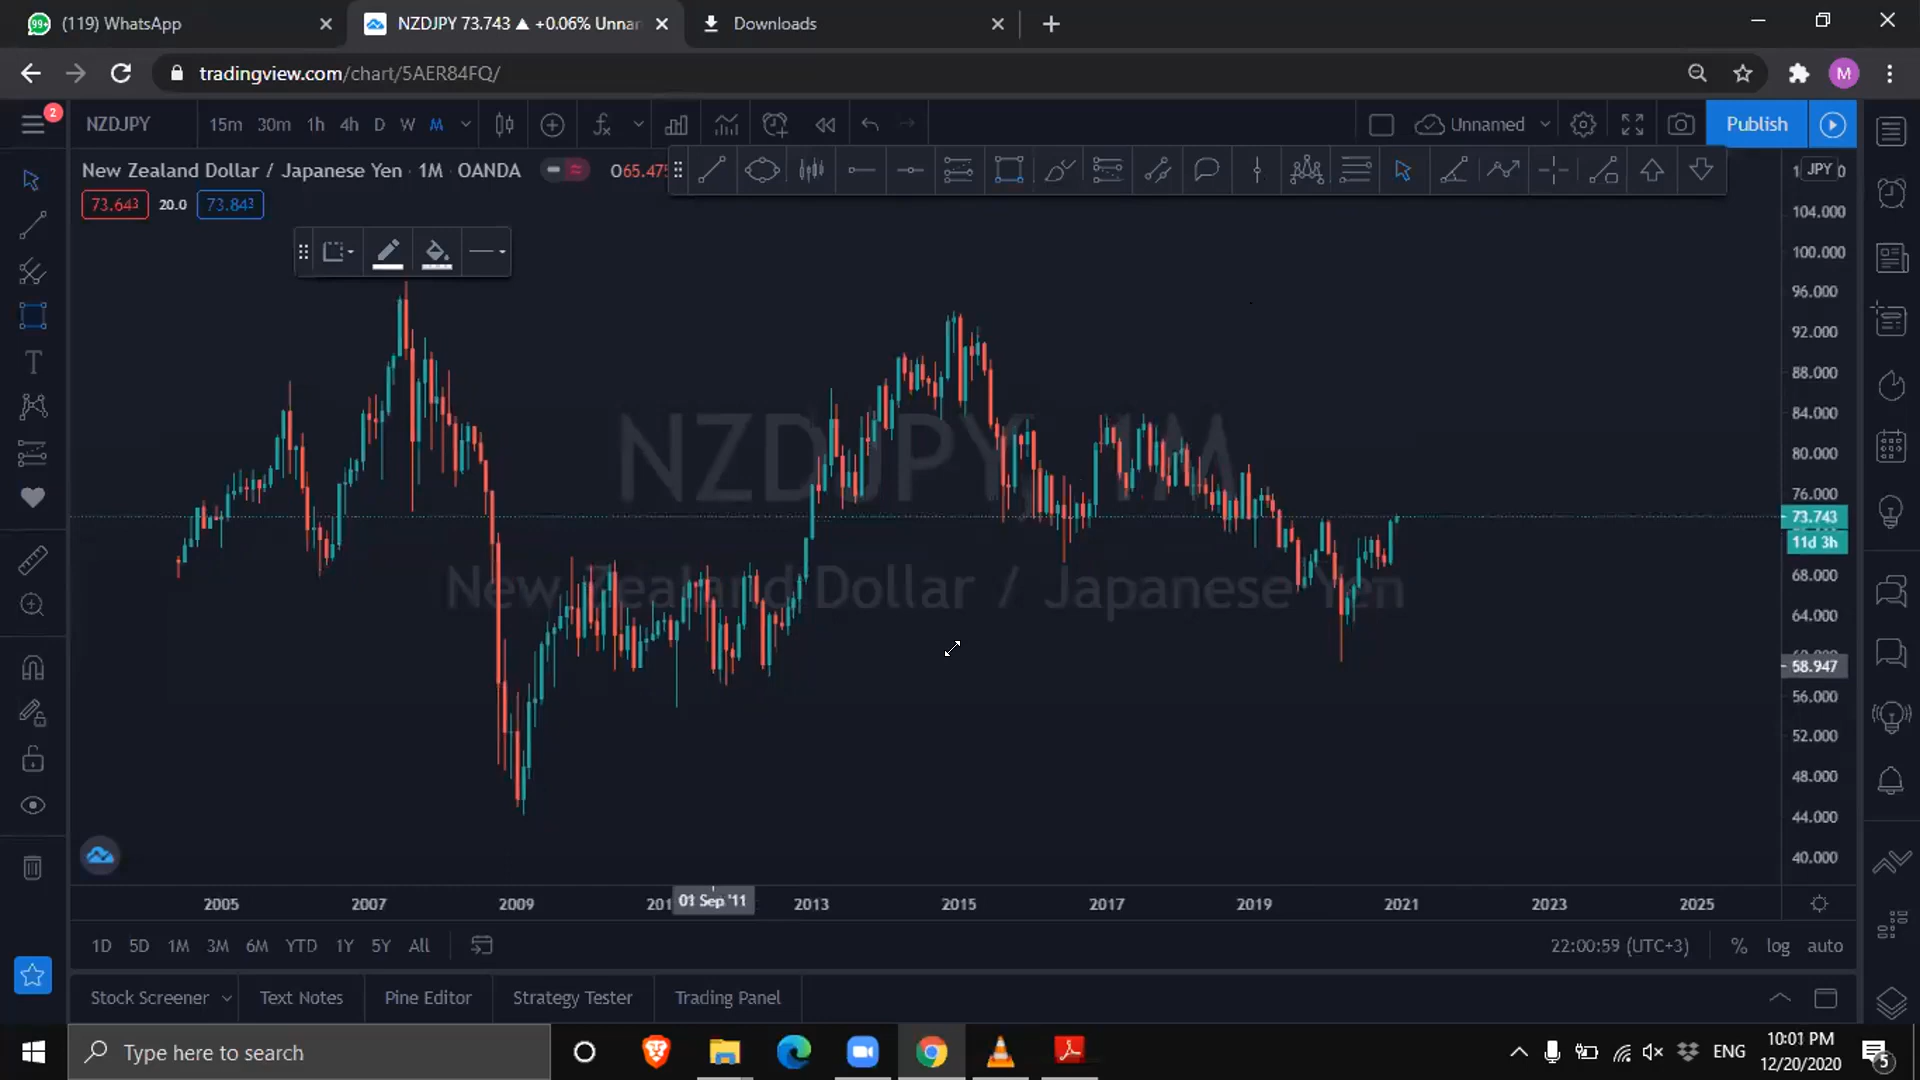 99+ (119) WhatsApp
NZDJPY 73.743 ▲ +0.06% Unnar
Downloads
tradingview.com/chart/5AER84FQ/
M
2
NZDJPY
15m 30m 1h 4h D W M
Unnamed
Publish
New Zealand Dollar / Japanese Yen · 1M OANDA
O65.475
JPY
73.643 20.0 73.843
104.000
100.000
96.000
92.000
88.000
84.000
80.000
76.000
73.743
11d 3h
68.000
64.000
58.947
56.000
52.000
48.000
44.000
40.000
NZDJPY, 1M
New Zealand Dollar / Japanese Yen
2005 2007 2009 01 Sep '11 2013 2015 2017 2019 2021 2023 2025
1D 5D 1M 3M 6M YTD 1Y 5Y All
22:00:59 (UTC+3) % log auto
Stock Screener Text Notes Pine Editor Strategy Tester Trading Panel
Type here to search
ENG
10:01 PM
12/20/2020
5